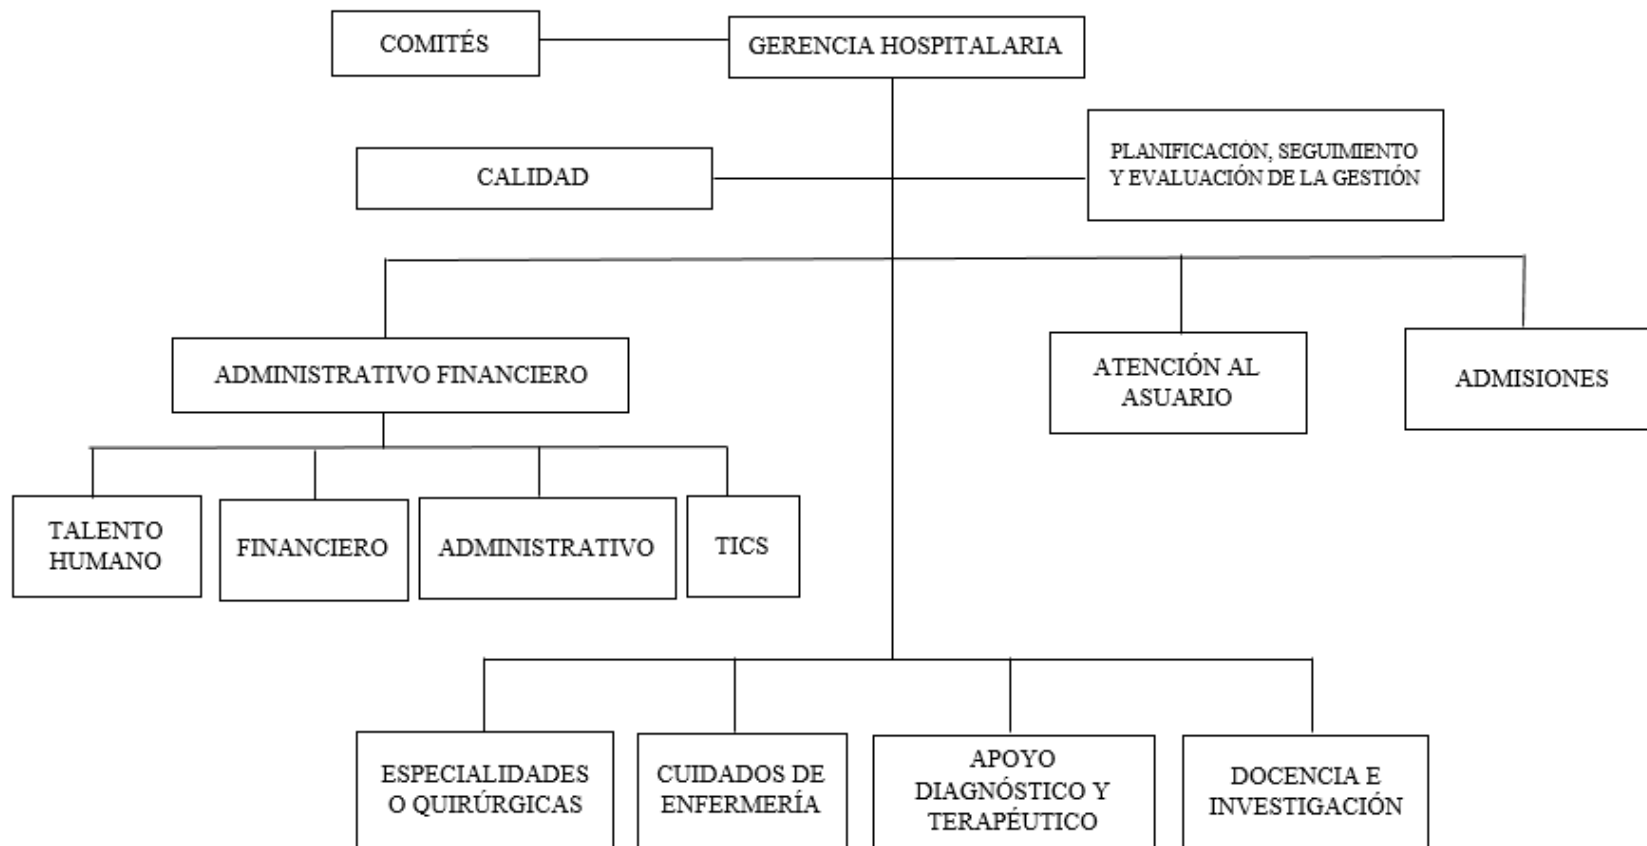 COMITÉS
GERENCIA HOSPITALARIA
CALIDAD
PLANIFICACIÓN, SEGUIMIENTO
Y EVALUACIÓN DE LA GESTIÓN
ADMINISTRATIVO FINANCIERO
ATENCIÓN AL
ASUARIO
ADMISIONES
TALENTO
HUMANO
FINANCIERO
ADMINISTRATIVO
TICS
ESPECIALIDADES
O QUIRÚRGICAS
CUIDADOS DE
ENFERMERÍA
APOYO
DIAGNÓSTICO Y
TERAPÉUTICO
DOCENCIA E
INVESTIGACIÓN